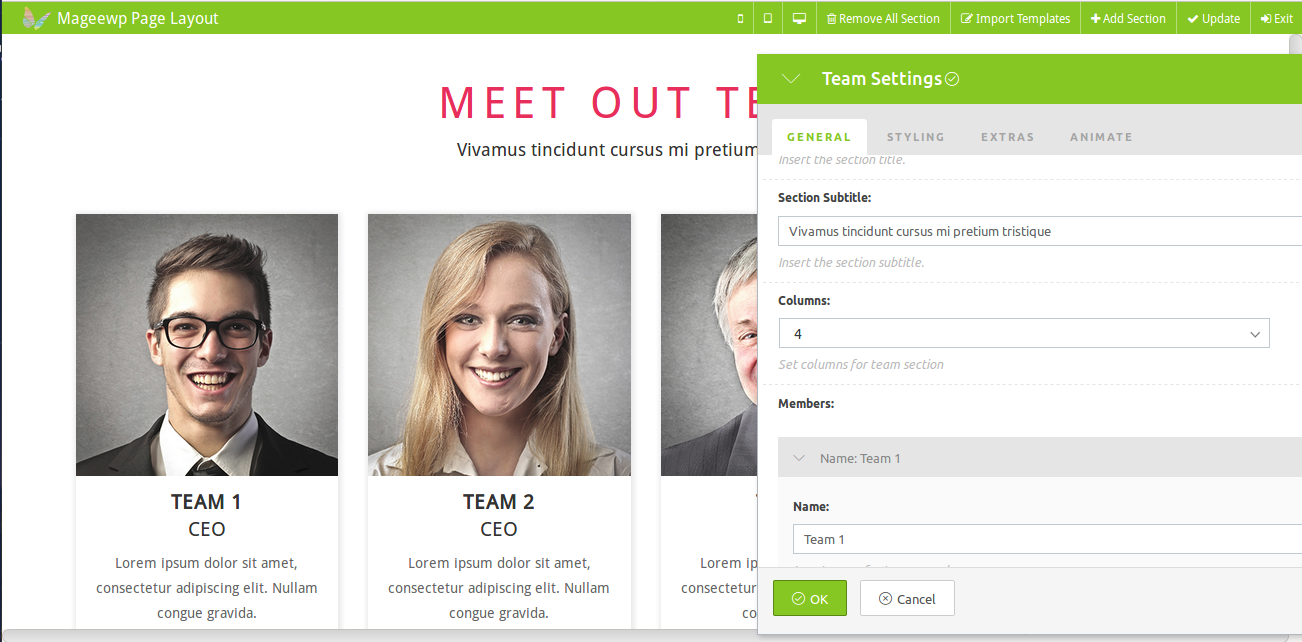 Mageewp Page Layout
Remove All Section
Import Templates
Add Section
Update
Exit
MEET OUT TE
Vivamus tincidunt cursus mi pretium
TEAM 1
CEO
Lorem ipsum dolor sit amet,
consectetur adipiscing elit. Nullam
congue gravida.
TEAM 2
CEO
Lorem ipsum dolor sit amet,
consectetur adipiscing elit. Nullam
congue gravida.
Lorem ip
consectetur a
co
Team Settings
GENERAL
STYLING
EXTRAS
ANIMATE
Insert the section title.
Section Subtitle:
Vivamus tincidunt cursus mi pretium tristique
Insert the section subtitle.
Columns:
4
Set columns for team section
Members:
Name: Team 1
Name:
Team 1
OK
Cancel